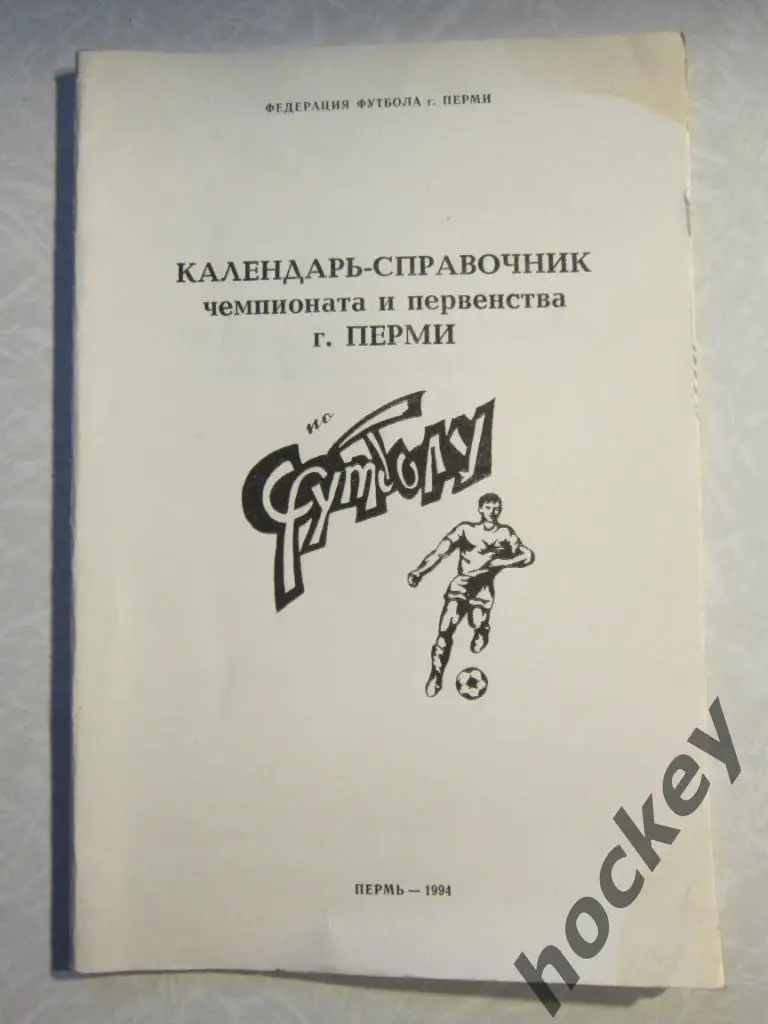 ФЕДЕРАЦИЯ ФУТБОЛА г. ПЕРМИ
КАЛЕНДАРЬ-СПРАВОЧНИК
чемпионата и первенства
г. ПЕРМИ
по
футболу
ПЕРМЬ — 1994
hockey